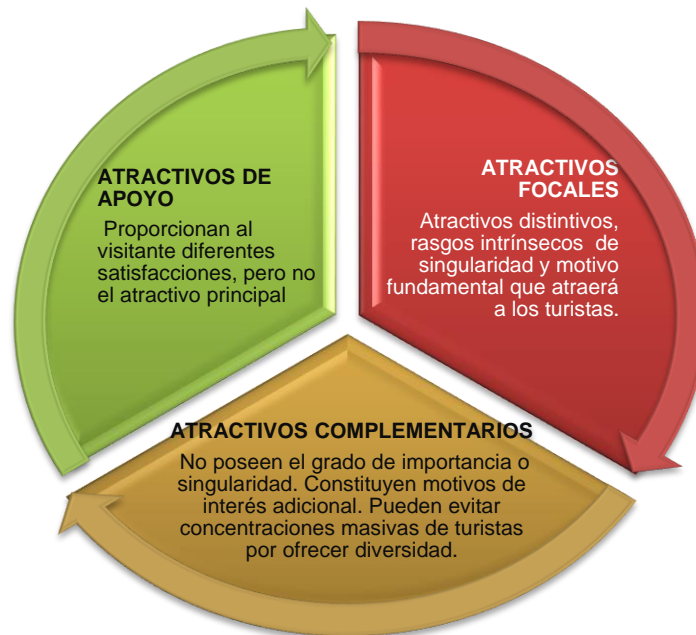 ATRACTIVOS DE
APOYO
Proporcionan al
visitante diferentes
satisfacciones, pero no
el atractivo principal
ATRACTIVOS
FOCALES
Atractivos distintivos,
rasgos intrínsecos de
singularidad y motivo
fundamental que atraerá
a los turistas.
ATRACTIVOS COMPLEMENTARIOS
No poseen el grado de importancia o
singularidad. Constituyen motivos de
interés adicional. Pueden evitar
concentraciones masivas de turistas
por ofrecer diversidad.